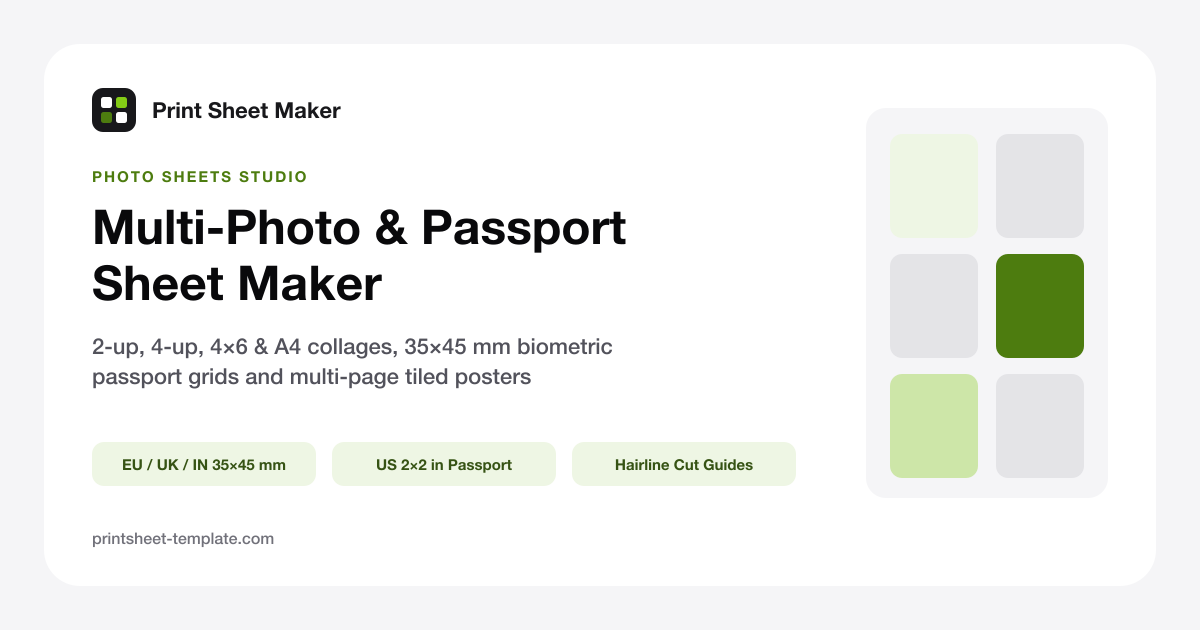 Print Sheet Maker
PHOTO SHEETS STUDIO
Multi-Photo & Passport
Sheet Maker
2-up, 4-up, 4×6 & A4 collages, 35×45 mm biometric
passport grids and multi-page tiled posters
EU / UK / IN 35×45 mm
US 2×2 in Passport
Hairline Cut Guides
printsheet-template.com